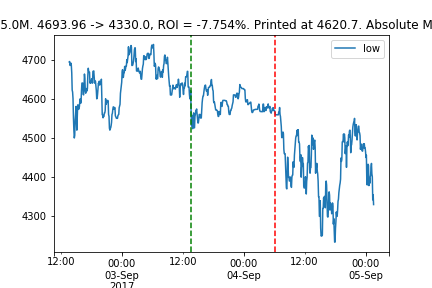 5.0M. 4693.96 -> 4330.0, ROI = -7.754%. Printed at 4620.7. Absolute M
low
4700
4600
4500
4400
4300
12:00 00:00 12:00 00:00 12:00 00:00
03-Sep 04-Sep 05-Sep
2017